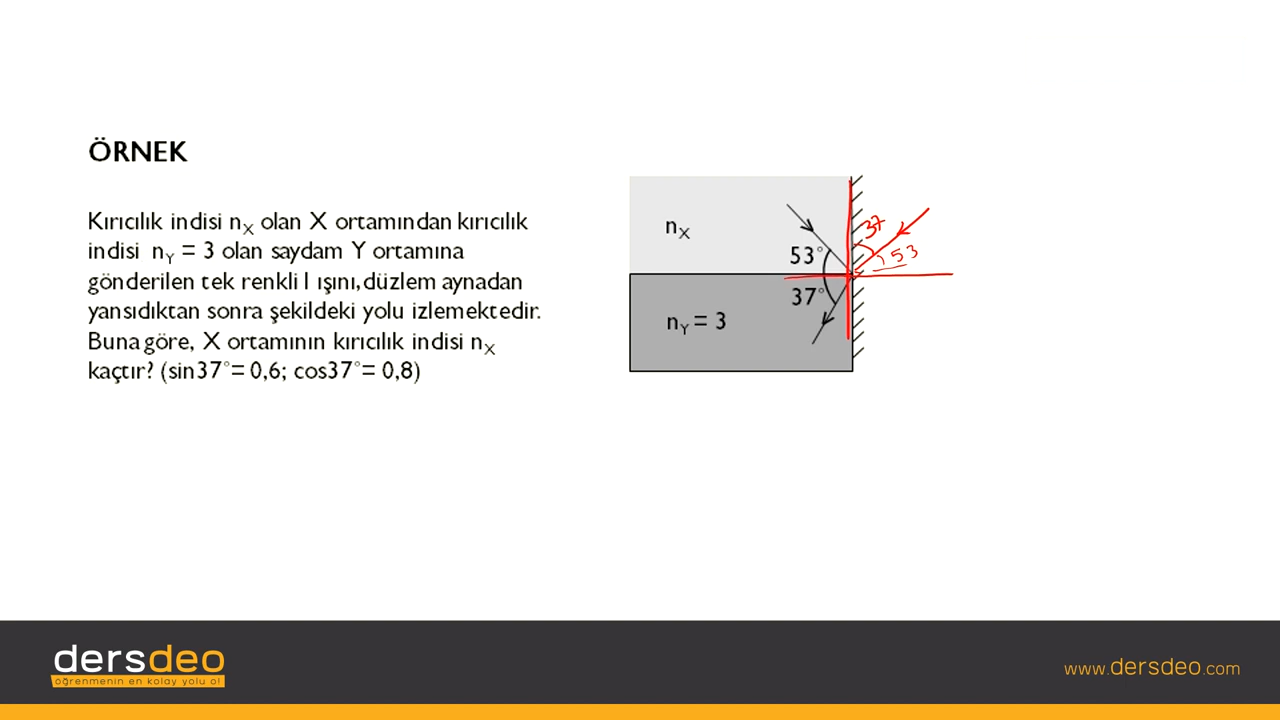 ÖRNEK
Kırıcılık indisi nX olan X ortamından kırıcılık
indisi nY = 3 olan saydam Y ortamına
gönderilen tek renkli I ışını, düzlem aynadan
yansıdıktan sonra şekildeki yolu izlemektedir.
Buna göre, X ortamının kırıcılık indisi nX
kaçtır? (sin37°= 0,6; cos37°= 0,8)
nX
53°
37
53
37°
nY = 3
dersdeo
öğrenmenin en kolay yolu o!
www.dersdeo.com